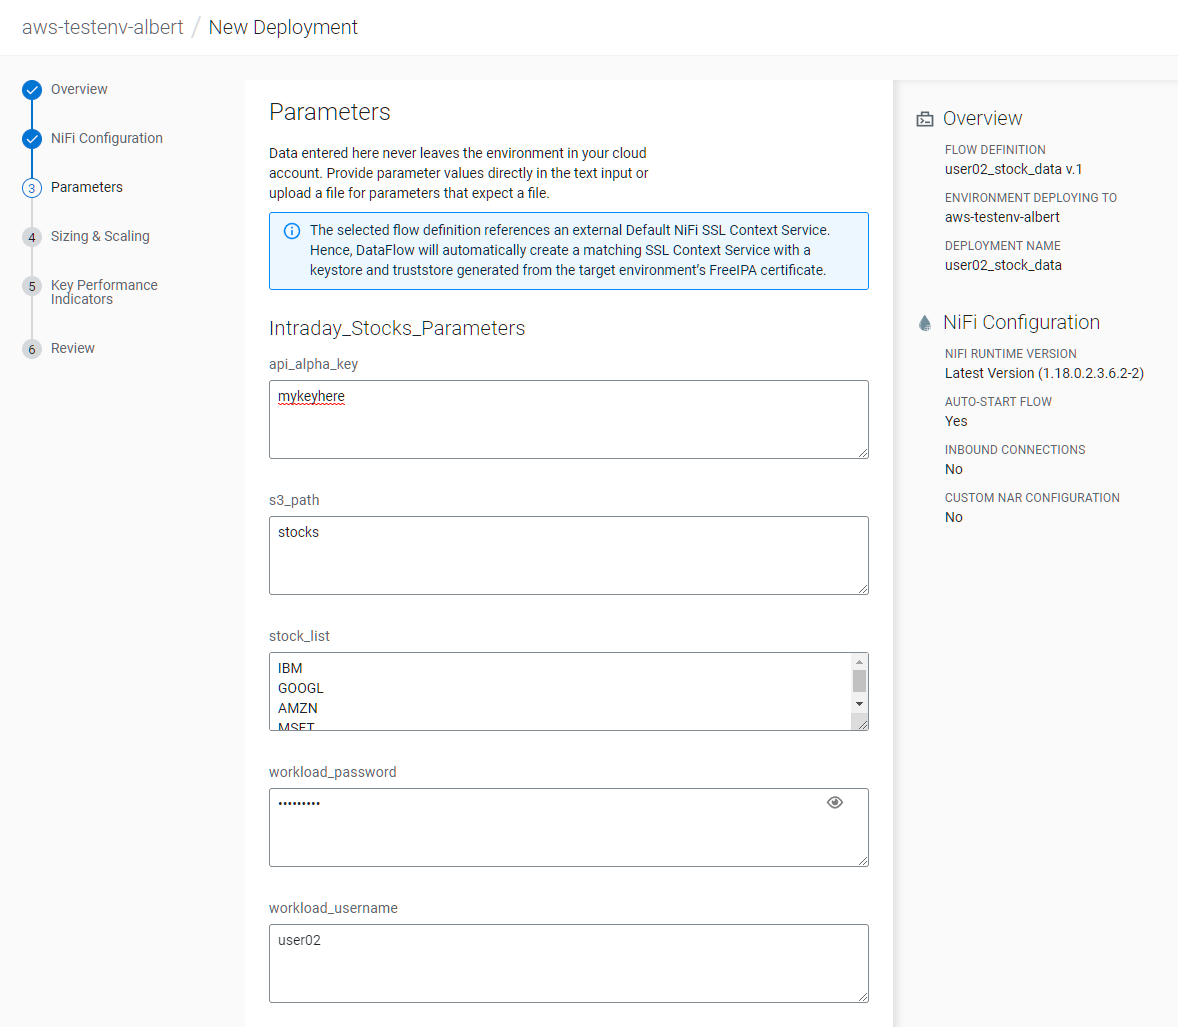 aws-testenv-albert / New Deployment
Overview
NiFi Configuration
3 Parameters
4 Sizing & Scaling
5 Key Performance
Indicators
6 Review
Parameters
Data entered here never leaves the environment in your cloud
account. Provide parameter values directly in the text input or
upload a file for parameters that expect a file.
The selected flow definition references an external Default NiFi SSL Context Service.
Hence, DataFlow will automatically create a matching SSL Context Service with a
keystore and truststore generated from the target environment's FreeIPA certificate.
Intraday_Stocks_Parameters
api_alpha_key
mykeyhere
s3_path
stocks
stock_list
IBM
GOOGL
AMZN
MSFT
workload_password
•••••••••
workload_username
user02
Overview
FLOW DEFINITION
user02_stock_data v.1
ENVIRONMENT DEPLOYING TO
aws-testenv-albert
DEPLOYMENT NAME
user02_stock_data
NiFi Configuration
NIFI RUNTIME VERSION
Latest Version (1.18.0.2.3.6.2-2)
AUTO-START FLOW
Yes
INBOUND CONNECTIONS
No
CUSTOM NAR CONFIGURATION
No